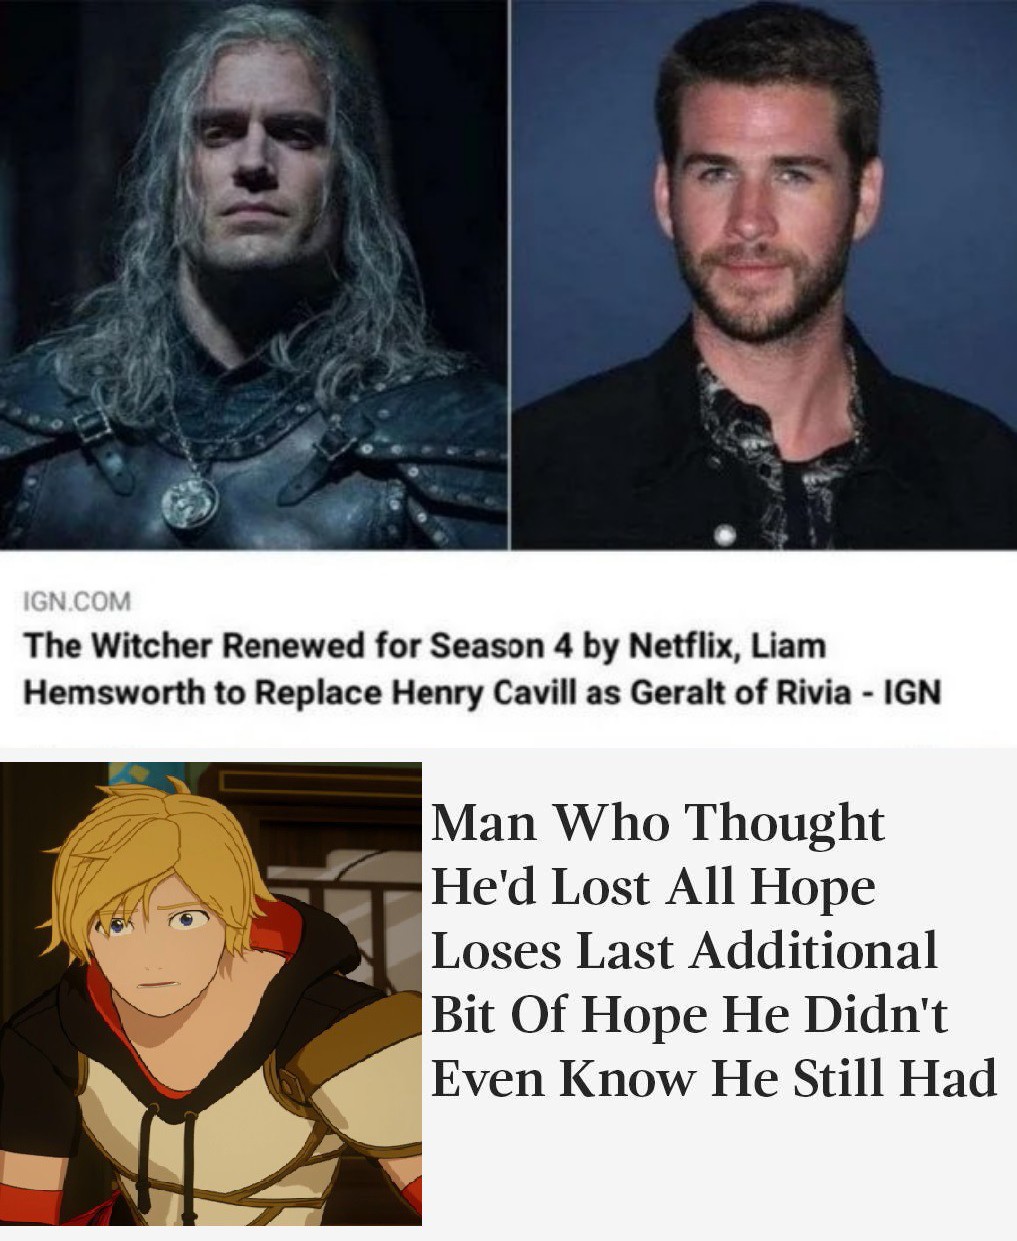 IGN.COM
The Witcher Renewed for Season 4 by Netflix, Liam
Hemsworth to Replace Henry Cavill as Geralt of Rivia - IGN
Man Who Thought
He'd Lost All Hope
Loses Last Additional
Bit Of Hope He Didn't
Even Know He Still Had